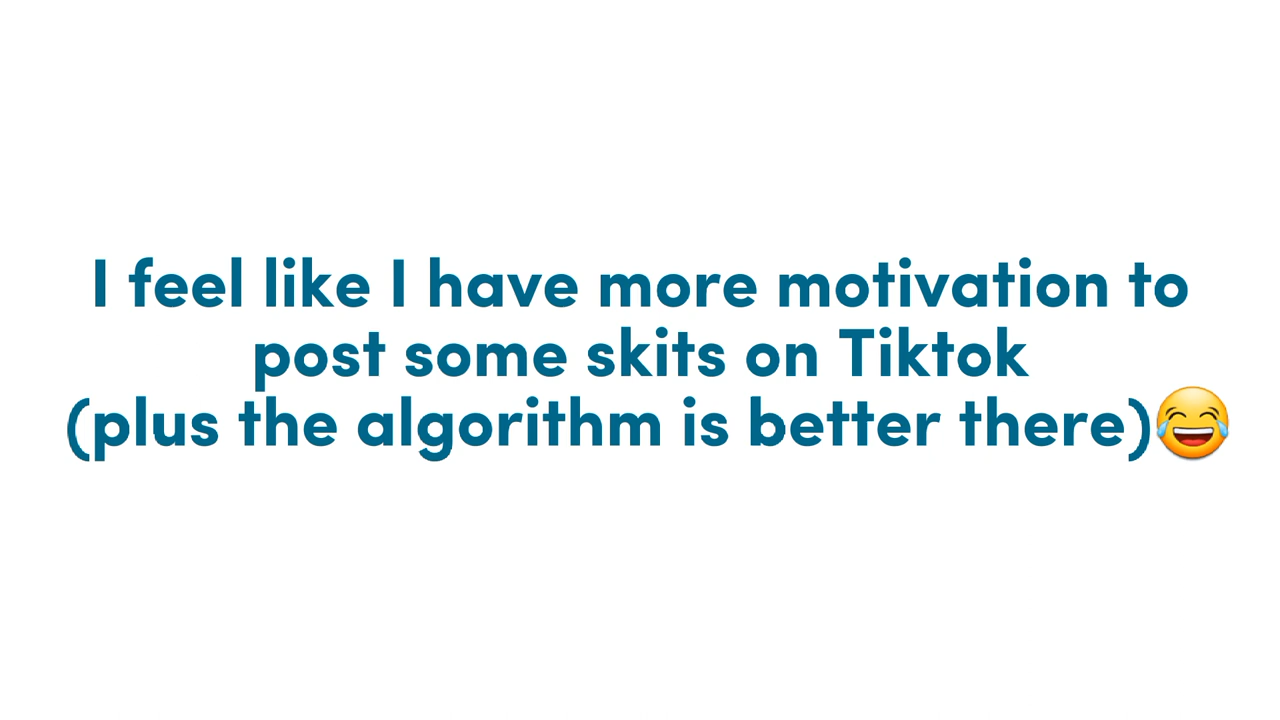 I feel like I have more motivation to
post some skits on Tiktok
(plus the algorithm is better there)😂